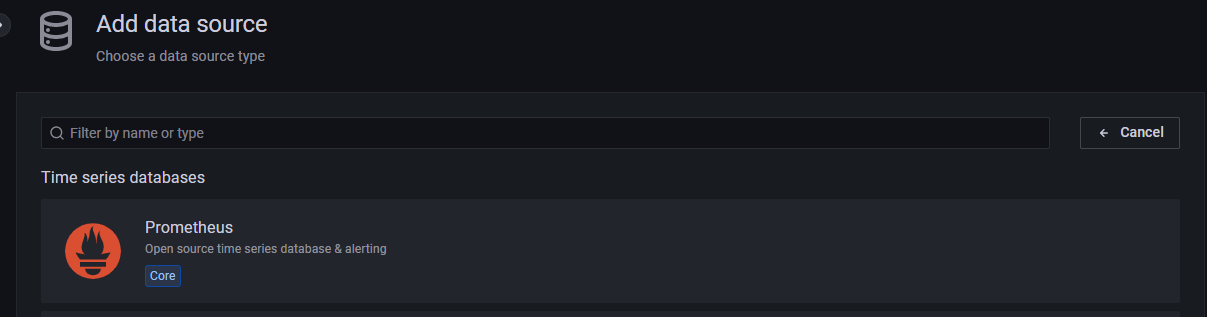 Add data source
Choose a data source type
Filter by name or type
Cancel
Time series databases
Prometheus
Open source time series database & alerting
Core